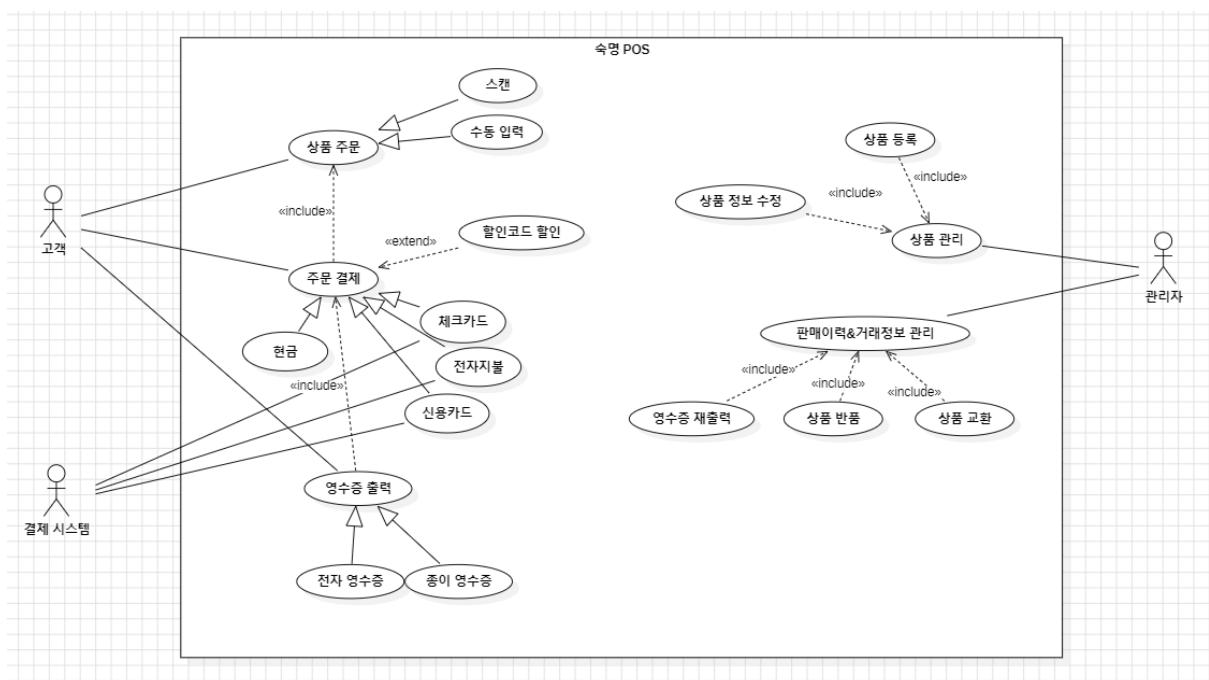 숙명 POS
스캔
수동 입력
상품 주문
상품 등록
«include»
«include»
상품 정보 수정
고객
«include»
할인코드 할인
«extend»
상품 관리
주문 결제
관리자
체크카드
판매이력&거래정보 관리
현금
전자지불
«include»
«include»
«include»
«include»
신용카드
영수증 재출력
상품 반품
상품 교환
영수증 출력
결제 시스템
전자 영수증
종이 영수증